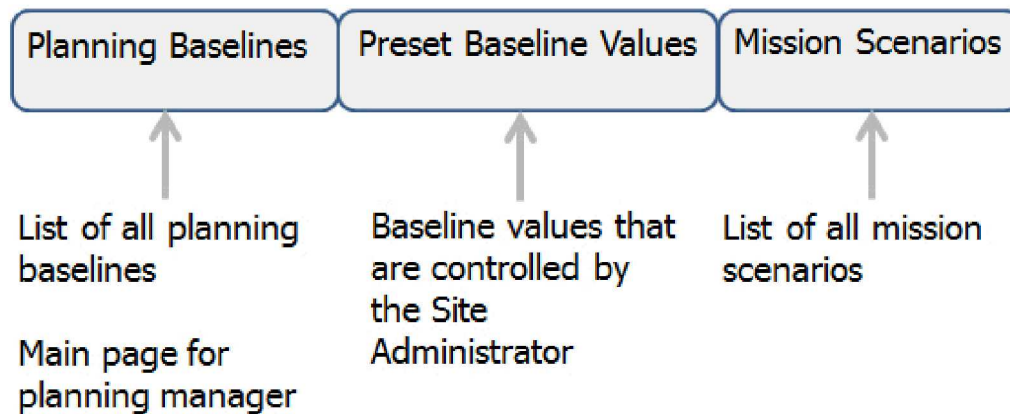 Planning Baselines
Preset Baseline Values
Mission Scenarios
List of all planning
baselines
Main page for
planning manager
Baseline values that
are controlled by
the Site
Administrator
List of all mission
scenarios